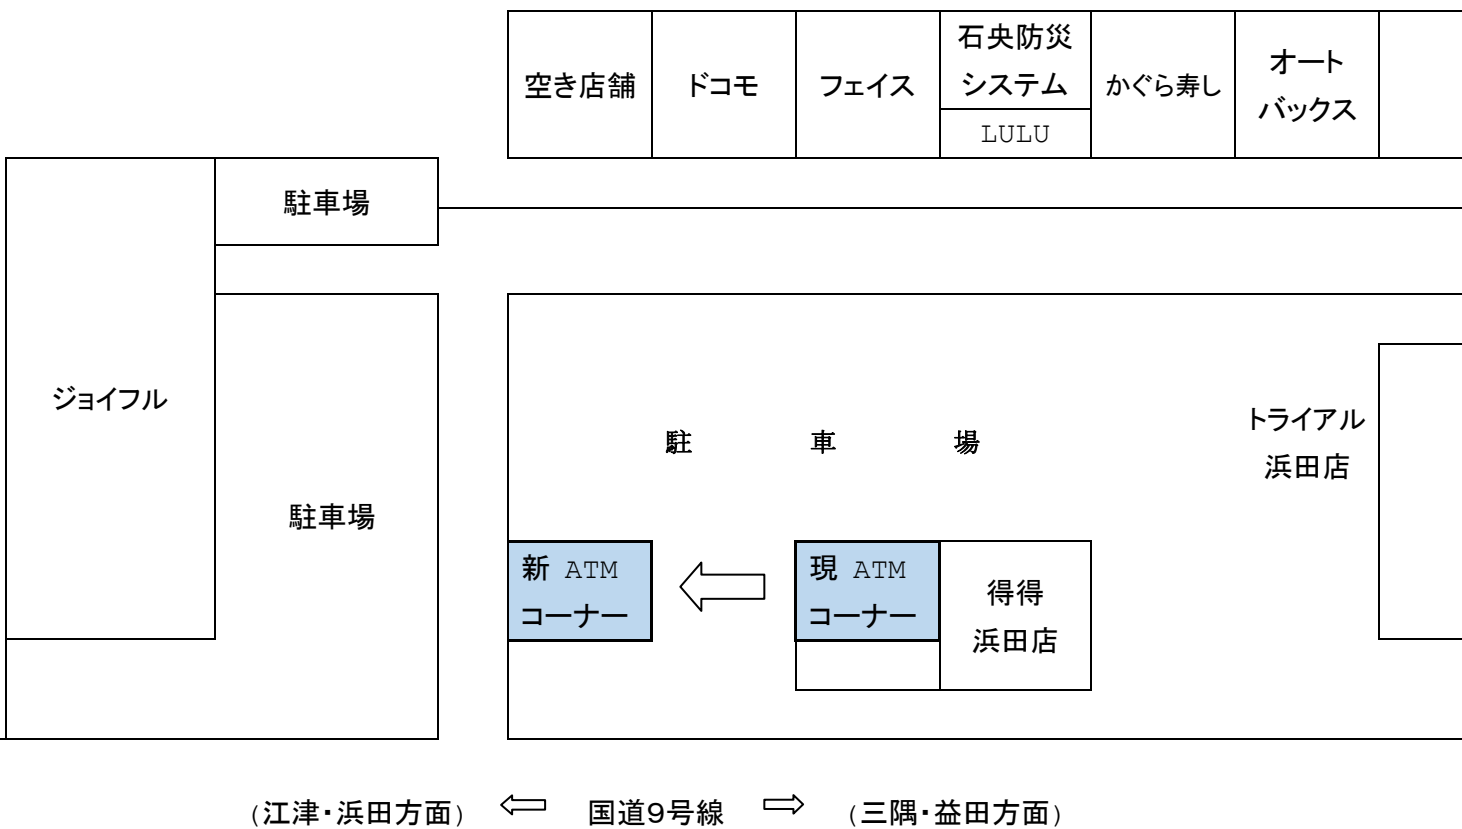 空き店舗
ドコモ
フェイス
石央防災
システム
LULU
かぐら寿し
オート
バックス
駐車場
ジョイフル
駐車場
駐 車 場
トライアル
浜田店
新 ATM
コーナー
現 ATM
コーナー
得得
浜田店
(江津・浜田方面) ⇦ 国道9号線 ⇨ (三隅・益田方面)